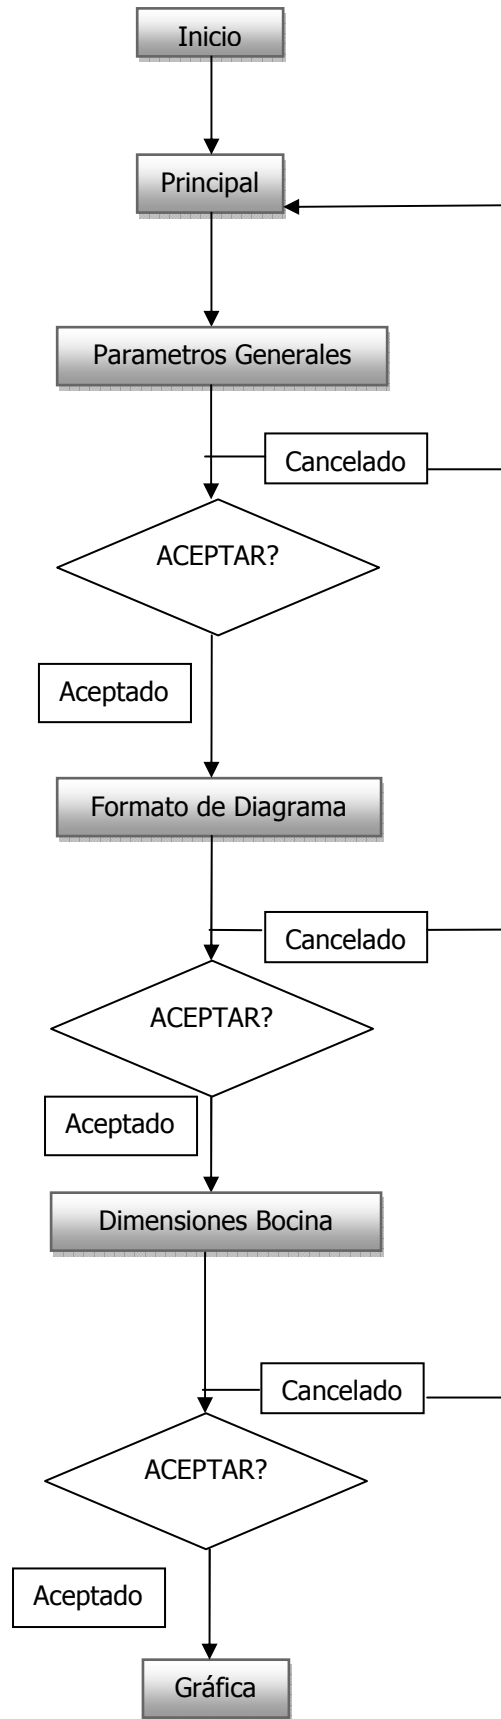 Inicio
Principal
Parametros Generales
Cancelado
ACEPTAR?
Aceptado
Formato de Diagrama
Cancelado
ACEPTAR?
Aceptado
Dimensiones Bocina
Cancelado
ACEPTAR?
Aceptado
Gráfica